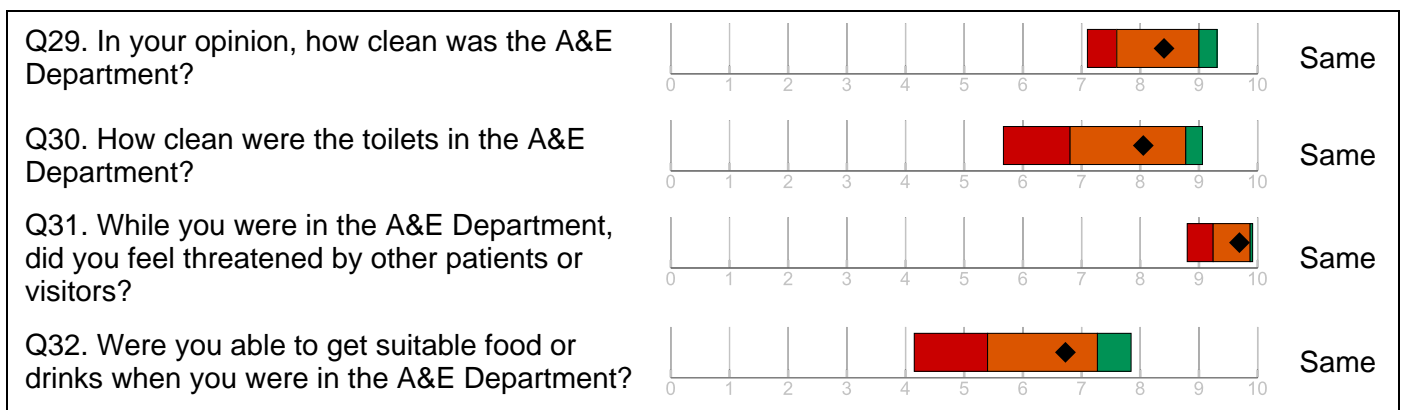 Q29. In your opinion, how clean was the A&E
Department?
0 1 2 3 4 5 6 7 8 9 10
Same
Q30. How clean were the toilets in the A&E
Department?
0 1 2 3 4 5 6 7 8 9 10
Same
Q31. While you were in the A&E Department,
did you feel threatened by other patients or
visitors?
0 1 2 3 4 5 6 7 8 9 10
Same
Q32. Were you able to get suitable food or
drinks when you were in the A&E Department?
0 1 2 3 4 5 6 7 8 9 10
Same